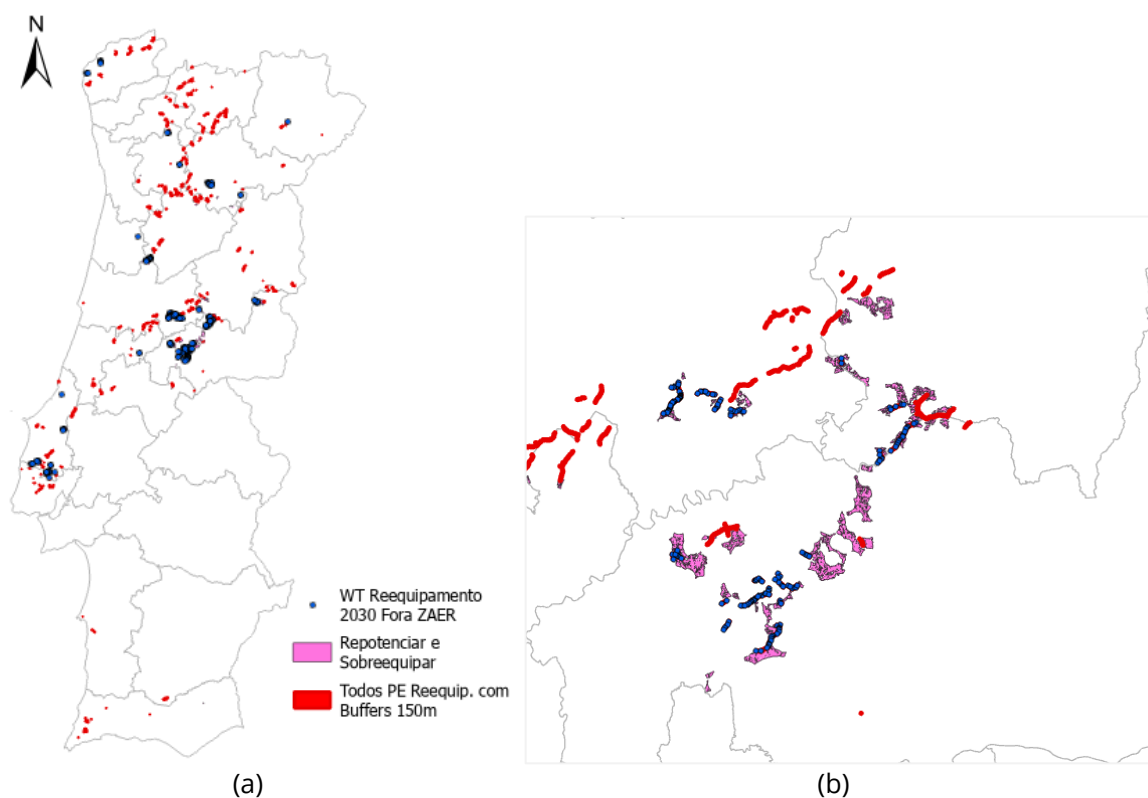 N
WT Reequipamento
2030 Fora ZAER
Repotenciar e
Sobreequipar
Todos PE Reequip. com
Buffers 150m
(a)
(b)